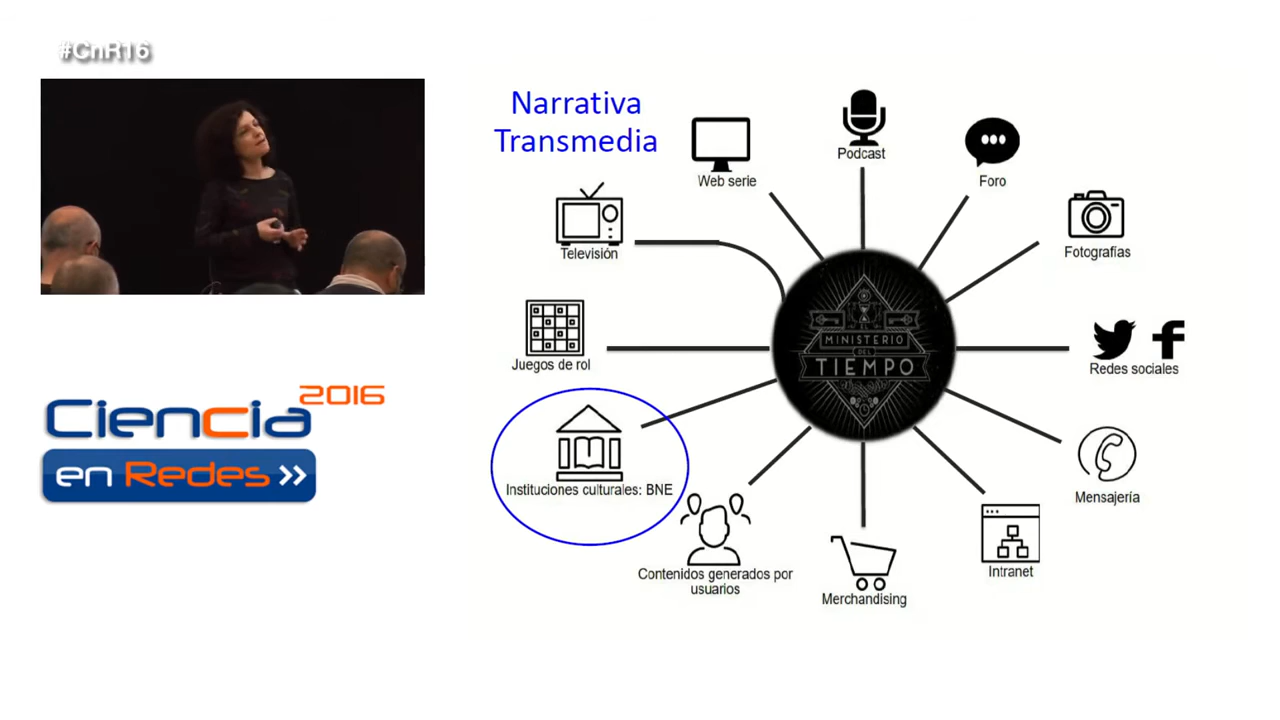 #CnR16
Narrativa
Transmedia
Web serie
Podcast
Foro
Televisión
Fotografías
Juegos de rol
EL
MINISTERIO
DEL
TIEMPO
Redes sociales
Ciencia
2016
en Redes >>
Instituciones culturales: BNE
Mensajería
Contenidos generados por
usuarios
Merchandising
Intranet